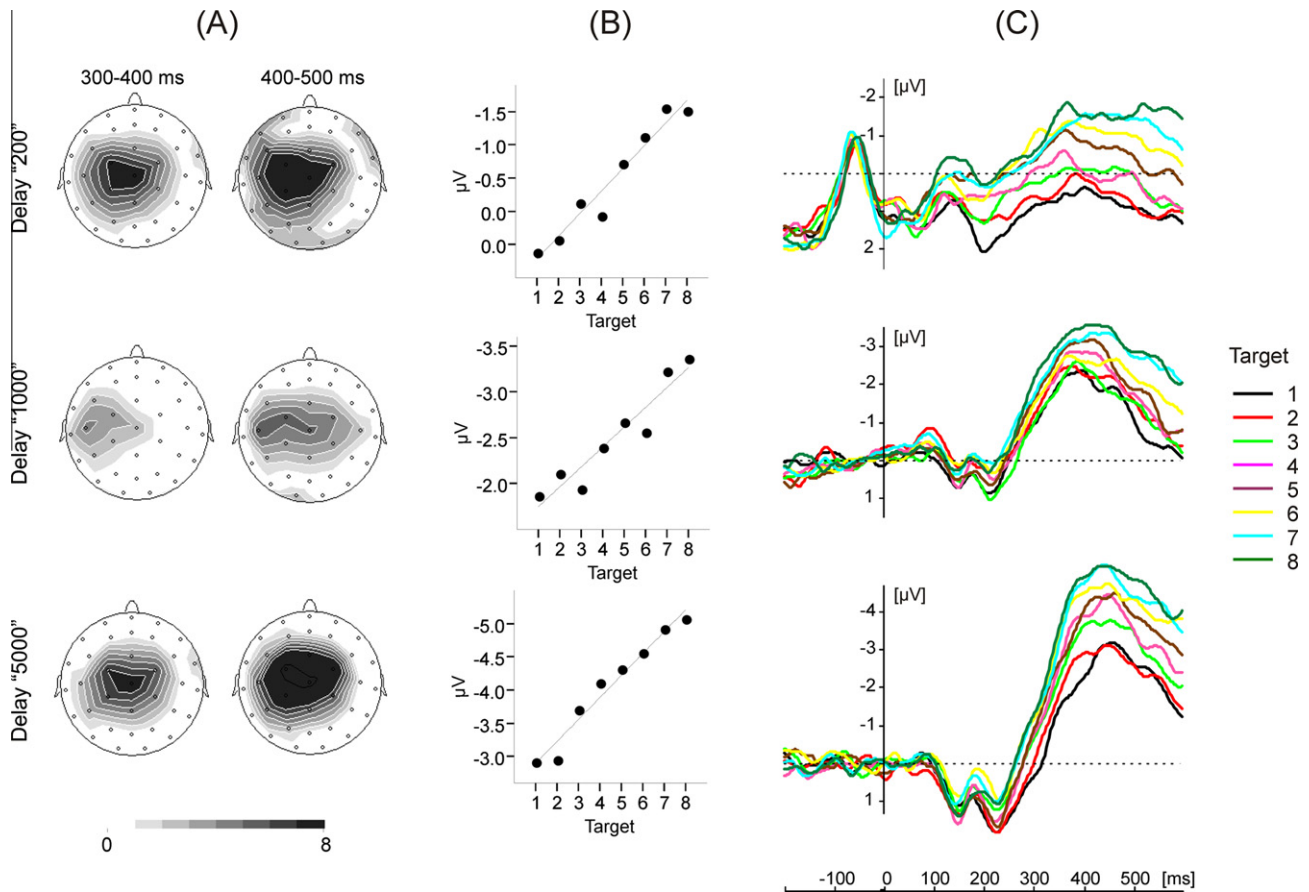 (A)
(B)
(C)
300-400 ms
400-500 ms
Delay “200”
µV
-1.5
-1.0
-0.5
0.0
0.0
1 2 3 4 5 6 7 8
Target
[µV]
-2
-1
2
Delay “1000”
µV
-3.5
-3.0
-2.5
-2.0
1 2 3 4 5 6 7 8
Target
[µV]
-3
-2
-1
1
Target
1
2
3
4
5
6
7
8
Delay “5000”
µV
-5.0
-4.5
-4.0
-3.5
-3.0
1 2 3 4 5 6 7 8
Target
[µV]
-4
-3
-2
-1
1
0 8
-100 0 100 200 300 400 500 [ms]